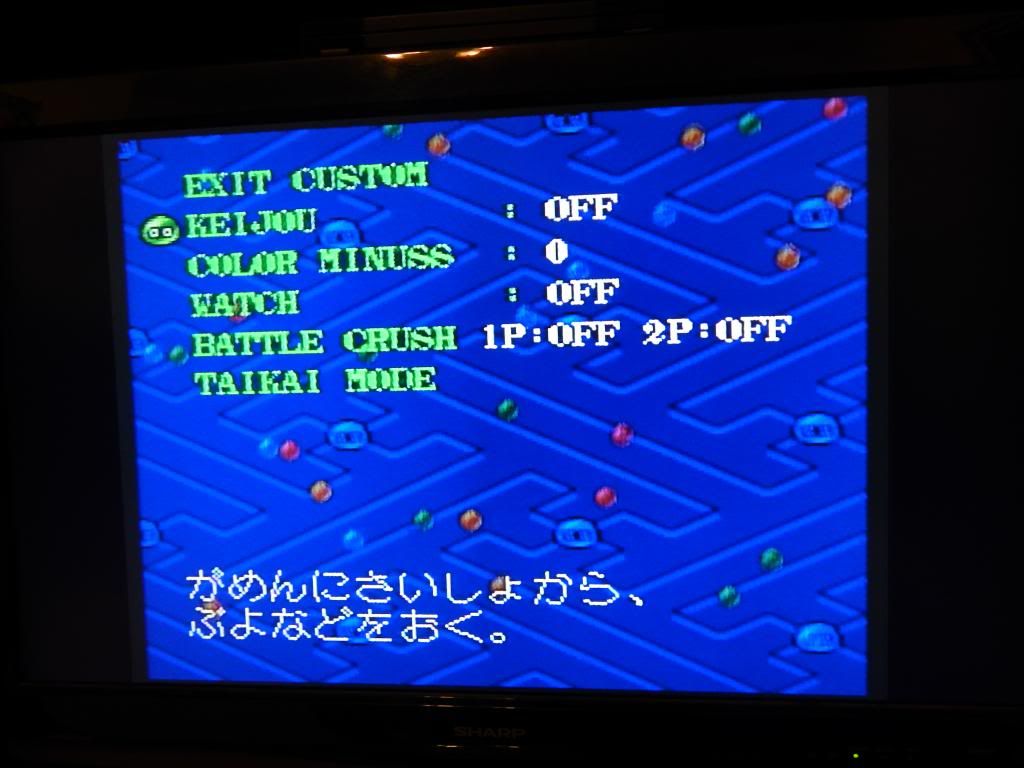 EXIT CUSTOM
KEIJOU : OFF
COLOR MINUSS : 0
WATCH : OFF
BATTLE CRUSH 1P:OFF 2P:OFF
TAIKAI MODE
がめんにさいしょから、
ぷよなどをおく。
SHARP